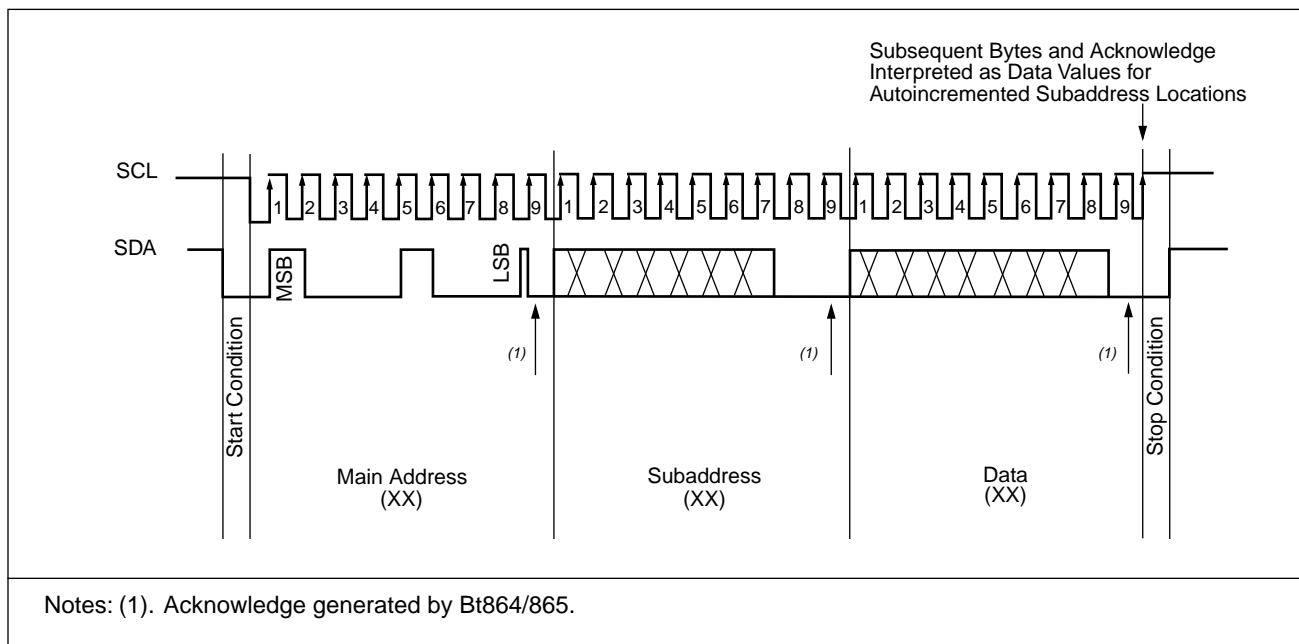 Subsequent Bytes and Acknowledge
Interpreted as Data Values for
Autoincremented Subaddress Locations
SCL
1 2 3 4 5 6 7 8 9 1 2 3 4 5 6 7 8 9 1 2 3 4 5 6 7 8 9
SDA
MSB
LSB
(1) (1) (1)
Start Condition
Stop Condition
Main Address
(XX)
Subaddress
(XX)
Data
(XX)
Notes: (1). Acknowledge generated by Bt864/865.